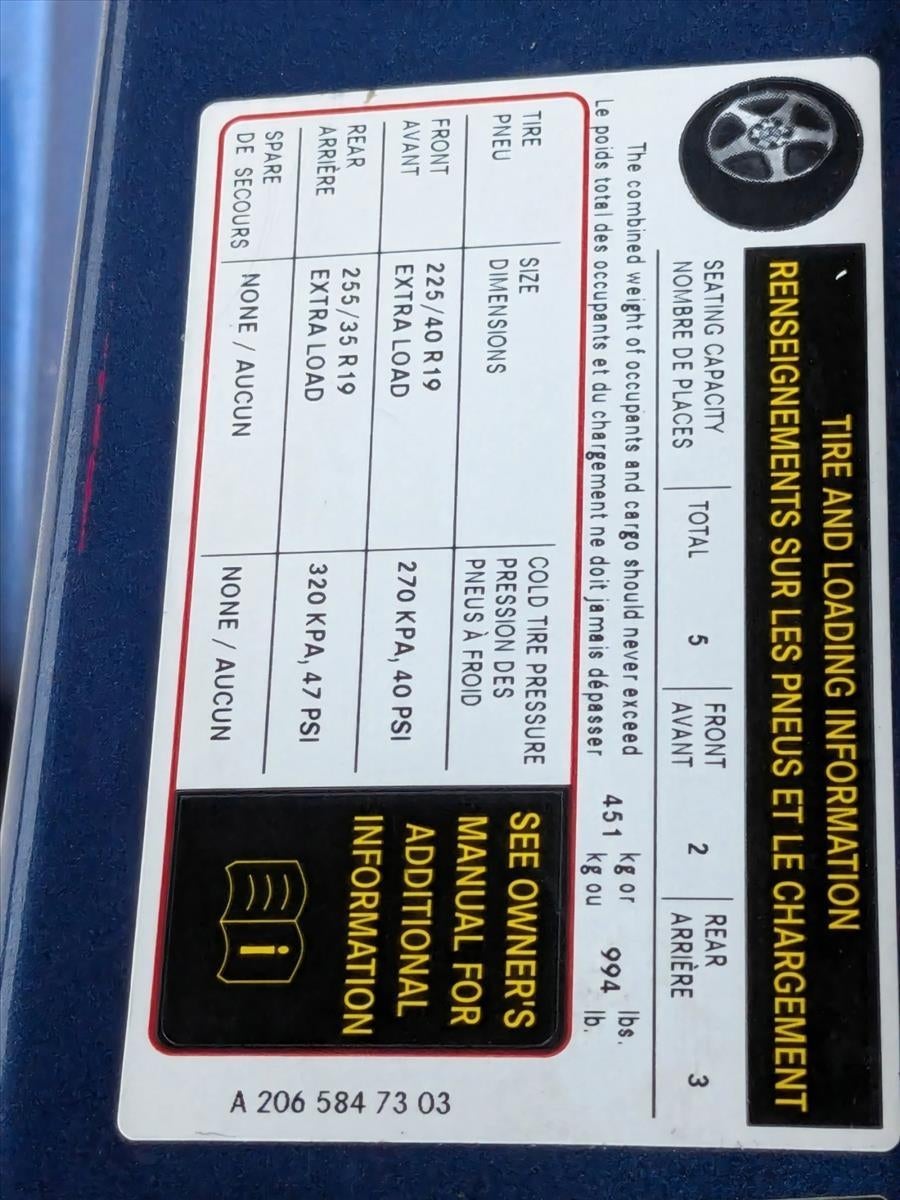 TIRE AND LOADING INFORMATION
RENSEIGNEMENTS SUR LES PNEUS ET LE CHARGEMENT
SEATING CAPACITY
NOMBRE DE PLACES
TOTAL 5
FRONT
AVANT
2
REAR
ARRIÈRE
3
The combined weight of occupants and cargo should never exceed 451 kg or 994 lbs.
Le poids total des occupants et du chargement ne doit jamais dépasser kg ou lb.
TIRE
PNEU
SIZE
DIMENSIONS
COLD TIRE PRESSURE
PRESSION DES
PNEUS À FROID
FRONT
AVANT
225/40 R19
EXTRA LOAD
270 KPA, 40 PSI
REAR
ARRIÈRE
255/35 R19
EXTRA LOAD
320 KPA, 47 PSI
SPARE
DE SECOURS
NONE / AUCUN
NONE / AUCUN
SEE OWNER'S
MANUAL FOR
ADDITIONAL
INFORMATION
i
A 206 584 73 03